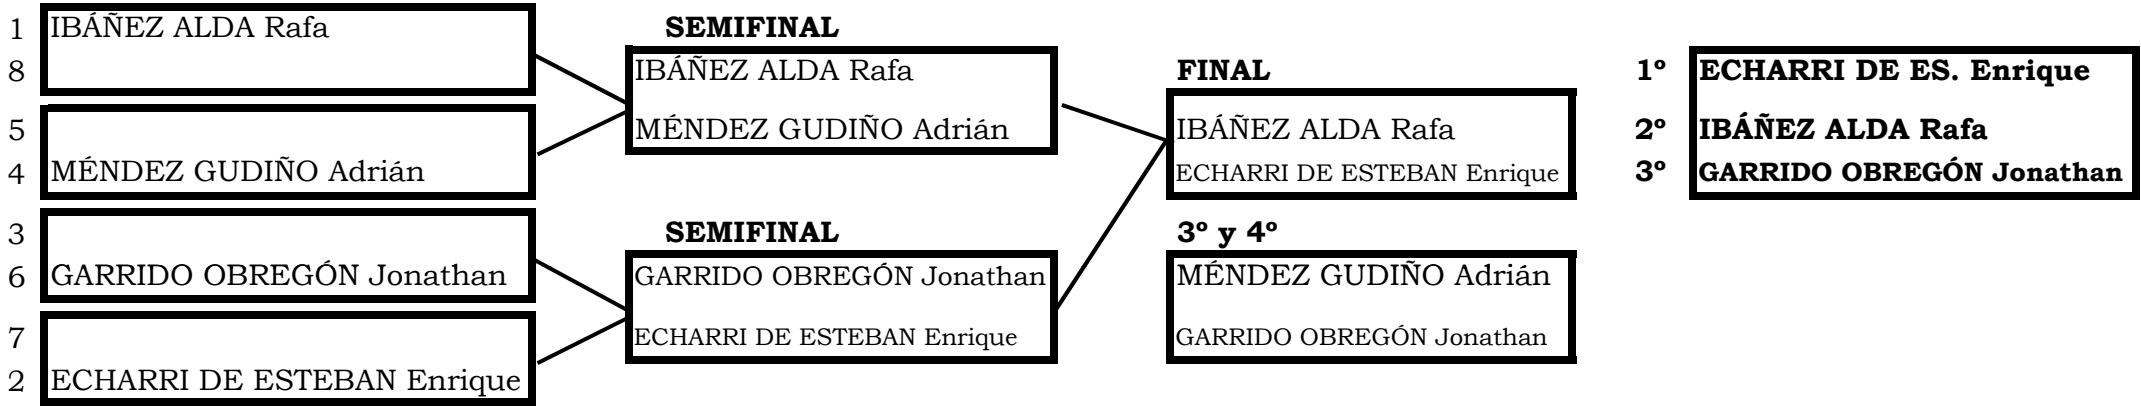 1 IBÁÑEZ ALDA Rafa
8
5
4 MÉNDEZ GUDIÑO Adrián
3
6 GARRIDO OBREGÓN Jonathan
7
2 ECHARRI DE ESTEBAN Enrique
SEMIFINAL
IBÁÑEZ ALDA Rafa
MÉNDEZ GUDIÑO Adrián
SEMIFINAL
GARRIDO OBREGÓN Jonathan
ECHARRI DE ESTEBAN Enrique
FINAL
IBÁÑEZ ALDA Rafa
ECHARRI DE ESTEBAN Enrique
3º y 4º
MÉNDEZ GUDIÑO Adrián
GARRIDO OBREGÓN Jonathan
1º ECHARRI DE ES. Enrique
2º IBÁÑEZ ALDA Rafa
3º GARRIDO OBREGÓN Jonathan